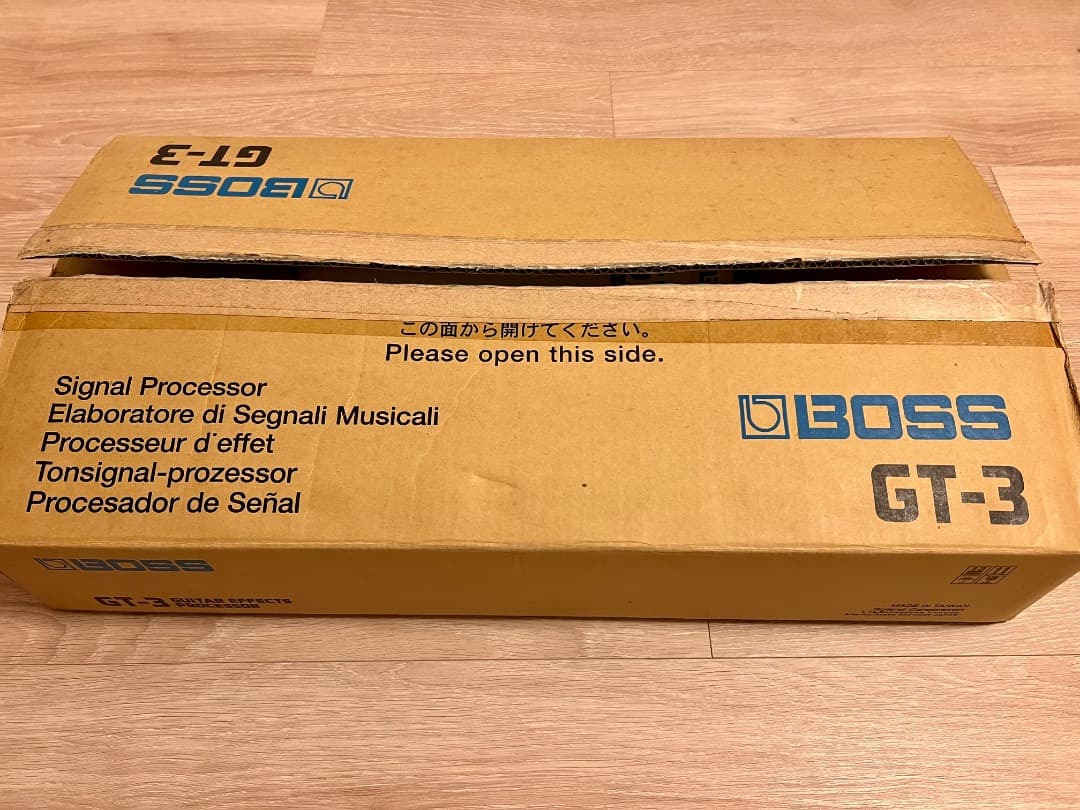 GT-3
BOSS
この面から開けてください。
Please open this side.
Signal Processor
Elaboratore di Segnali Musicali
Processeur d'effet
Tonsignal-prozessor
Procesador de Señal
BOSS
GT-3
BOSS
GT-3 GUITAR EFFECTS
PROCESSOR
MADE IN TAIWAN
Roland Corporation